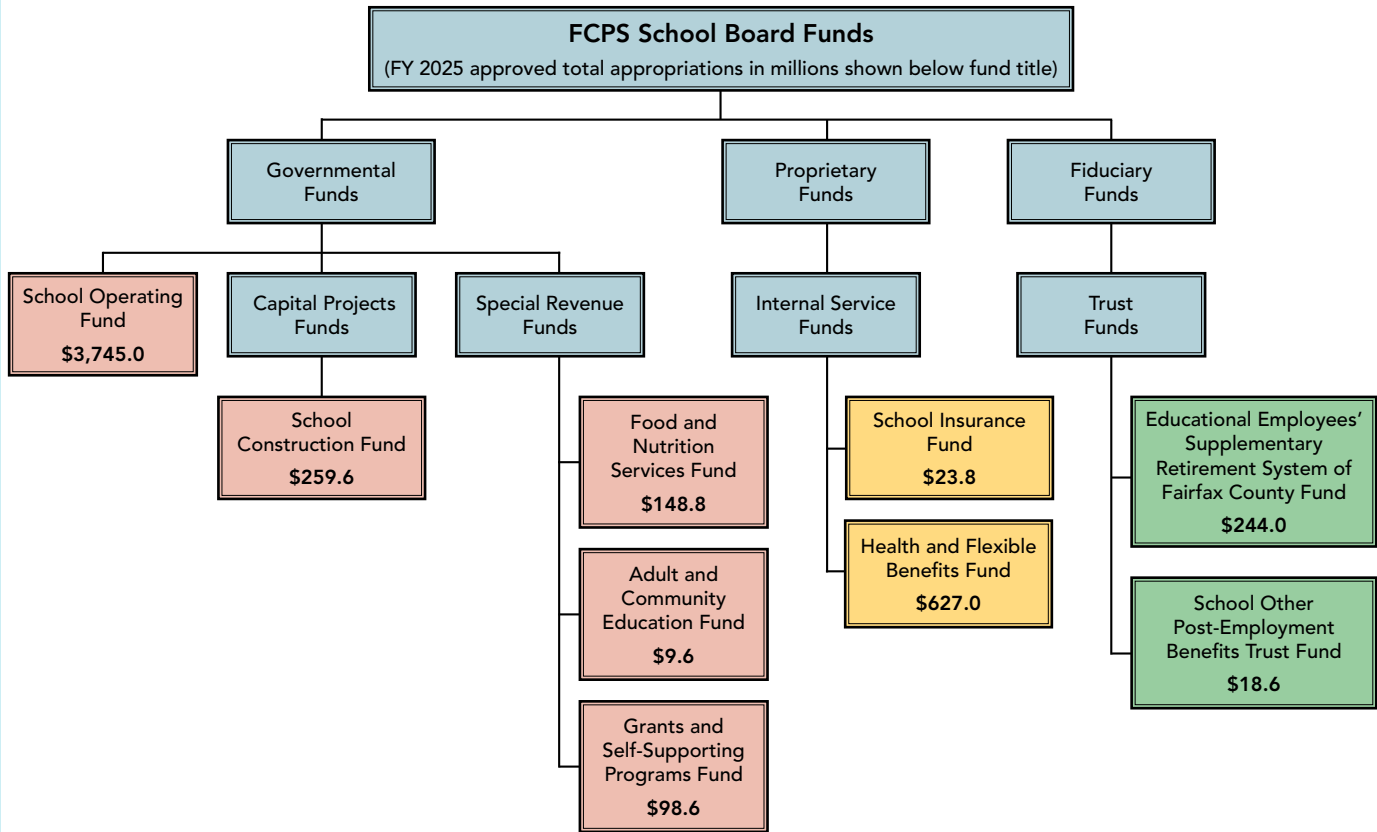 FCPS School Board Funds
(FY 2025 approved total appropriations in millions shown below fund title)
Governmental
Funds
Proprietary
Funds
Fiduciary
Funds
School Operating
Fund
$3,745.0
Capital Projects
Funds
Special Revenue
Funds
Internal Service
Funds
Trust
Funds
School
Construction Fund
$259.6
Food and
Nutrition
Services Fund
$148.8
Adult and
Community
Education Fund
$9.6
Grants and
Self-Supporting
Programs Fund
$98.6
School Insurance
Fund
$23.8
Health and Flexible
Benefits Fund
$627.0
Educational Employees’
Supplementary
Retirement System of
Fairfax County Fund
$244.0
School Other
Post-Employment
Benefits Trust Fund
$18.6